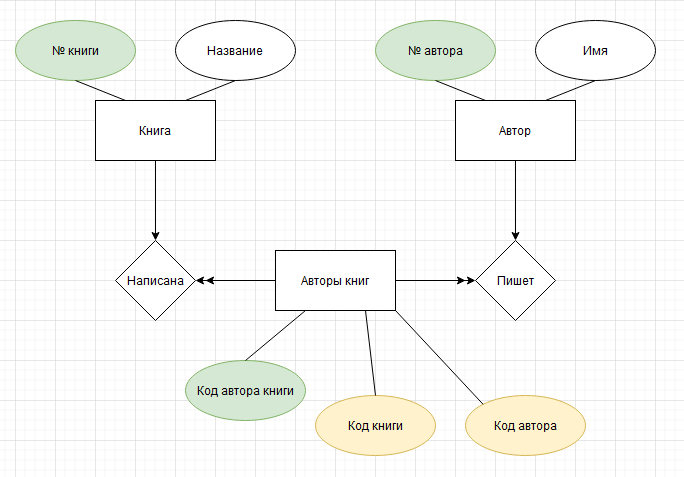 № книги
Название
№ автора
Имя
Книга
Автор
Написана
Авторы книг
Пишет
Код автора книги
Код книги
Код автора